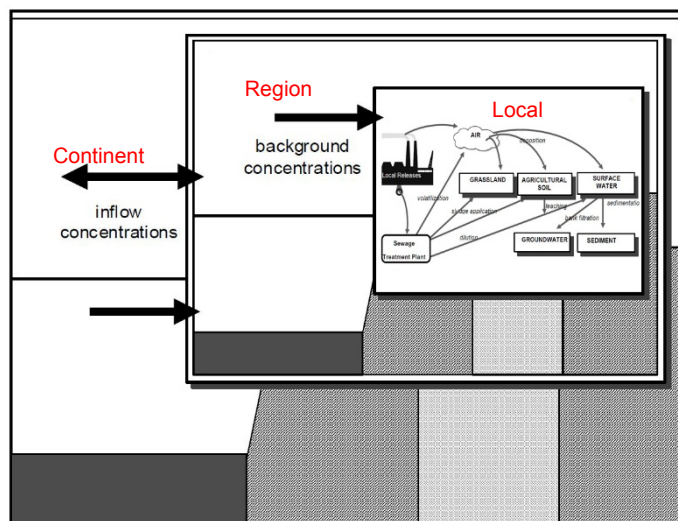 Region
Local
background
concentrations
Continent
inflow
concentrations
AIR
deposition
Local Releases
GRASSLAND
AGRICULTURAL
SOIL
SURFACE
WATER
volatilization
sludge application
leaching
sedimentatio
bank filtration
dilution
GROUNDWATER
SEDIMENT
Sewage
Treatment Plant